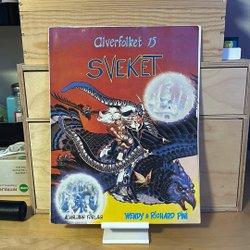 Alverfolket 15
SVEKET
WENDY & RICHARD PINI